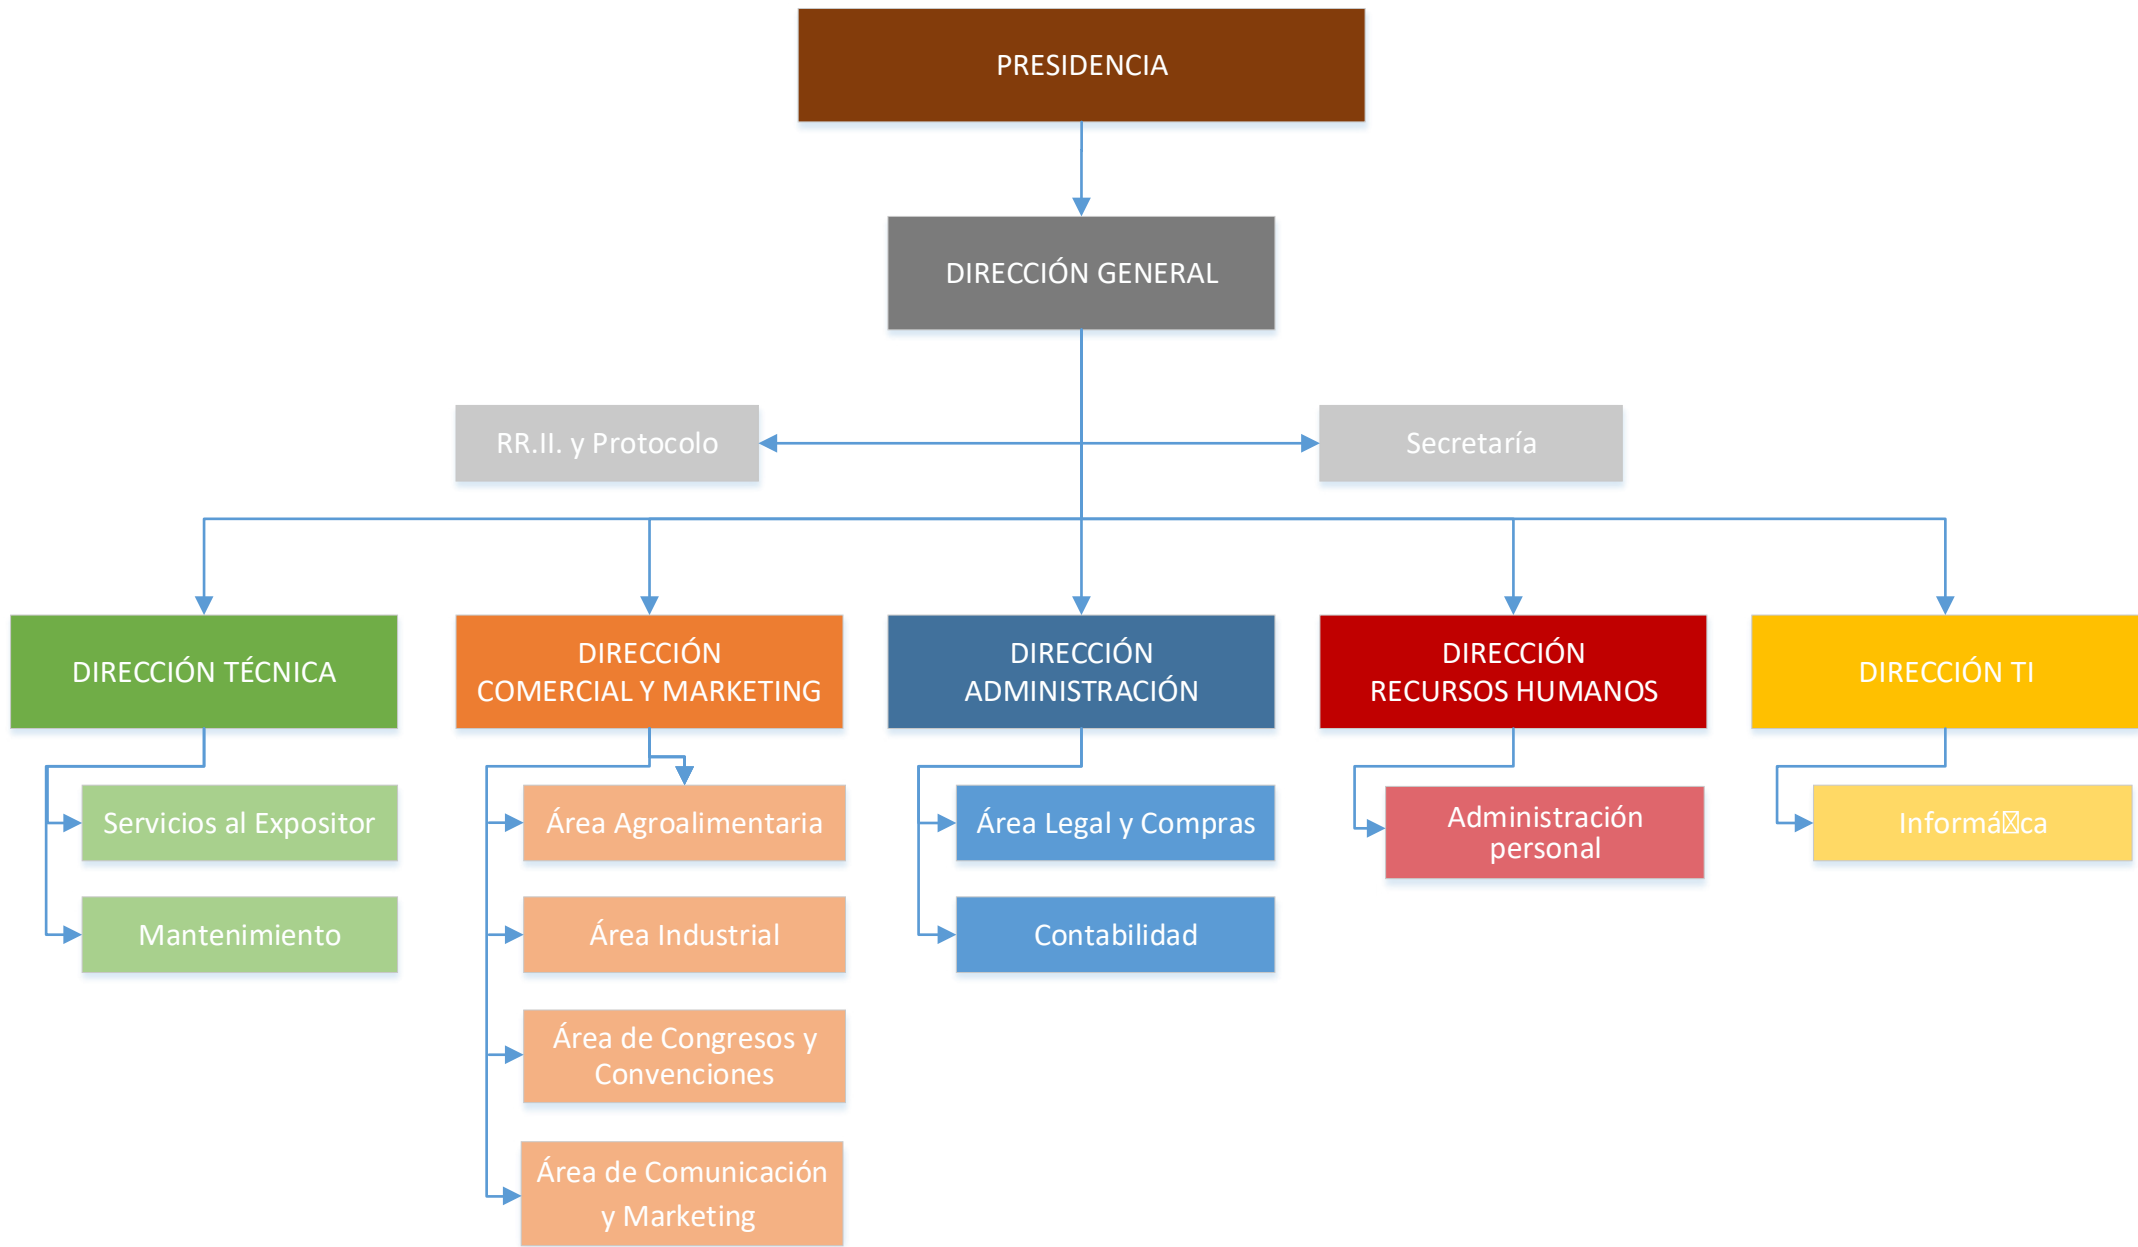 PRESIDENCIA
DIRECCIÓN GENERAL
RR.II. y Protocolo
Secretaría
DIRECCIÓN TÉCNICA
DIRECCIÓN
COMERCIAL Y MARKETING
DIRECCIÓN
ADMINISTRACIÓN
DIRECCIÓN
RECURSOS HUMANOS
DIRECCIÓN TI
Servicios al Expositor
Área Agroalimentaria
Área Legal y Compras
Administración
personal
Informá�ca
Mantenimiento
Área Industrial
Contabilidad
Área de Congresos y
Convenciones
Área de Comunicación
y Marketing